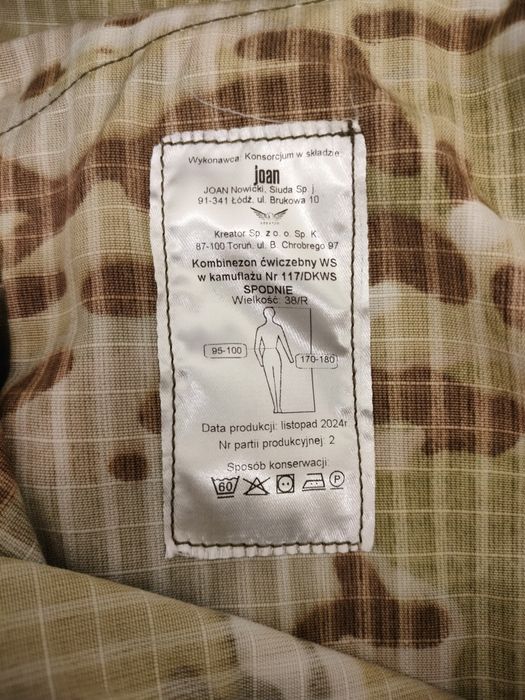 Wykonawca: Konsorcjum w składzie:
joan
JOAN Nowicki, Siuda Sp. j
91-341 Łódź, ul. Brukowa 10
KREATOR
Kreator Sp. z o. o. Sp. K.
87-100 Toruń, ul. B. Chrobrego 97
Kombinezon ćwiczebny WS
w kamuflażu Nr 117/DKWS
SPODNIE
Wielkość: 38/R
95-100
170-180
Data produkcji: listopad 2024r
Nr partii produkcyjnej: 2
Sposób konserwacji:
60 P